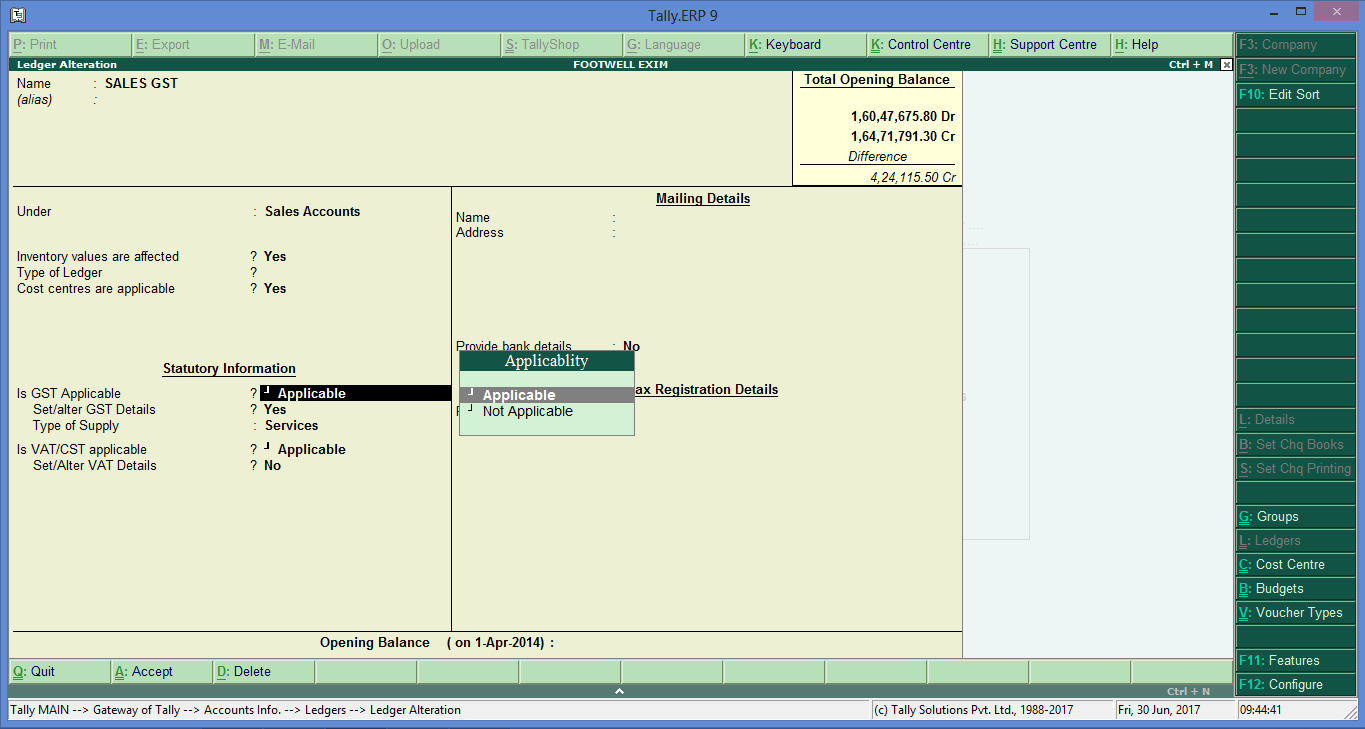 Tally.ERP 9
P: Print E: Export M: E-Mail O: Upload S: TallyShop G: Language K: Keyboard K: Control Centre H: Support Centre H: Help
Ledger Alteration FOOTWELL EXIM Ctrl + M
Name : SALES GST
(alias) :
Total Opening Balance
1,60,47,675.80 Dr
1,64,71,791.30 Cr
Difference
4,24,115.50 Cr
Under : Sales Accounts
Inventory values are affected ? Yes
Type of Ledger ?
Cost centres are applicable ? Yes
Statutory Information
Is GST Applicable ? Applicable
Set/alter GST Details ? Yes
Type of Supply : Services
Is VAT/CST applicable ? Applicable
Set/Alter VAT Details ? No
Mailing Details
Name :
Address :
Provide bank details : No
ax Registration Details
Applicablity
Applicable
Not Applicable
Opening Balance ( on 1-Apr-2014) :
F3: Company
F3: New Company
F10: Edit Sort
L: Details
B: Set Chq Books
S: Set Chq Printing
G: Groups
L: Ledgers
C: Cost Centre
B: Budgets
V: Voucher Types
F11: Features
F12: Configure
Q: Quit A: Accept D: Delete
Ctrl + N
Tally MAIN --> Gateway of Tally --> Accounts Info. --> Ledgers --> Ledger Alteration (c) Tally Solutions Pvt. Ltd., 1988-2017 Fri, 30 Jun, 2017 09:44:41